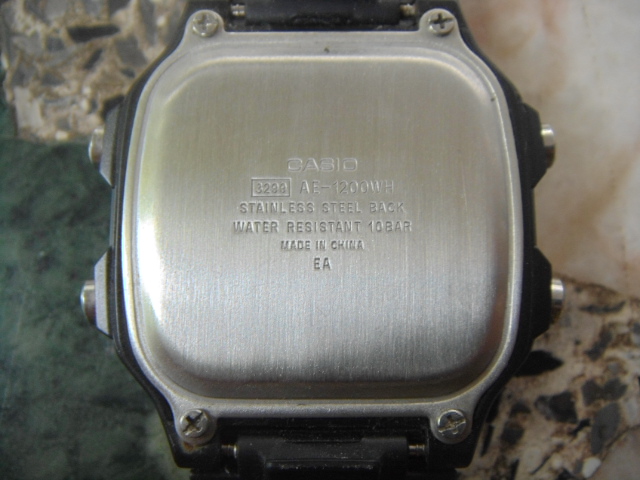 CASIO
3299 AE-1200WH
STAINLESS STEEL BACK
WATER RESISTANT 10BAR
MADE IN CHINA
EA